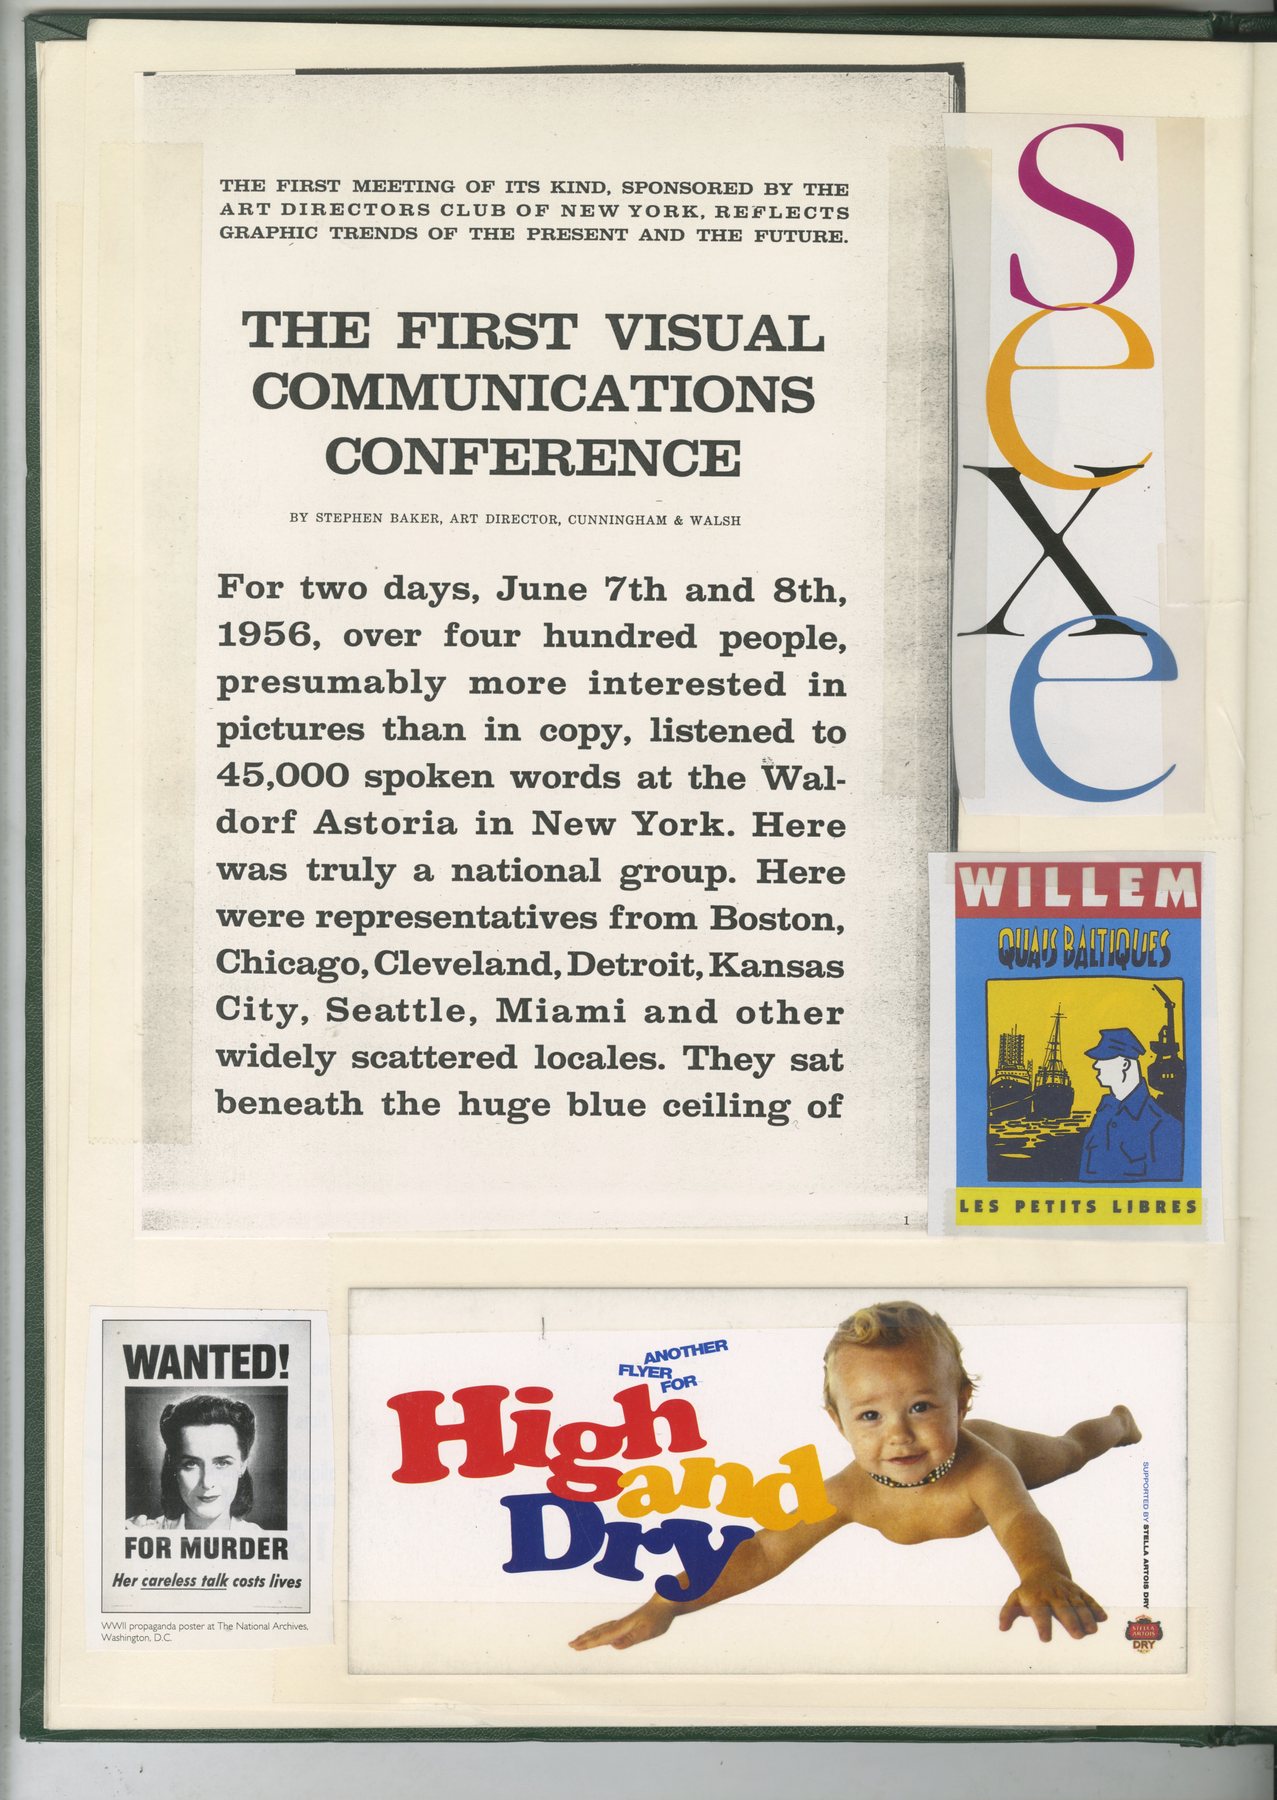 THE FIRST MEETING OF ITS KIND, SPONSORED BY THE
ART DIRECTORS CLUB OF NEW YORK, REFLECTS
GRAPHIC TRENDS OF THE PRESENT AND THE FUTURE.
THE FIRST VISUAL
COMMUNICATIONS
CONFERENCE
BY STEPHEN BAKER, ART DIRECTOR, CUNNINGHAM & WALSH
For two days, June 7th and 8th,
1956, over four hundred people,
presumably more interested in
pictures than in copy, listened to
45,000 spoken words at the Wal-
dorf Astoria in New York. Here
was truly a national group. Here
were representatives from Boston,
Chicago, Cleveland, Detroit, Kansas
City, Seattle, Miami and other
widely scattered locales. They sat
beneath the huge blue ceiling of
1
Sexe
WILLEM
QUAIS BALTIQUES
LES PETITS LIBRES
WANTED!
FOR MURDER
Her careless talk costs lives
WWII propaganda poster at The National Archives,
Washington, D.C.
ANOTHER
FLYER
FOR
High
and
Dry
SUPPORTED BY STELLA ARTOIS DRY
STELLA
ARTOIS
DRY